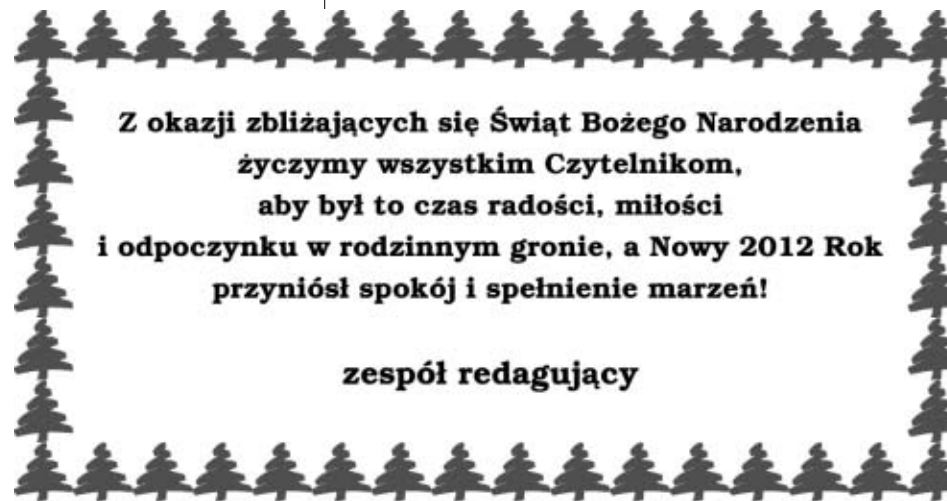 Z okazji zbliżających się Świąt Bożego Narodzenia
życzymy wszystkim Czytelnikom,
aby był to czas radości, miłości
i odpoczynku w rodzinnym gronie, a Nowy 2012 Rok
przyniósł spokój i spełnienie marzeń!
zespół redagujący